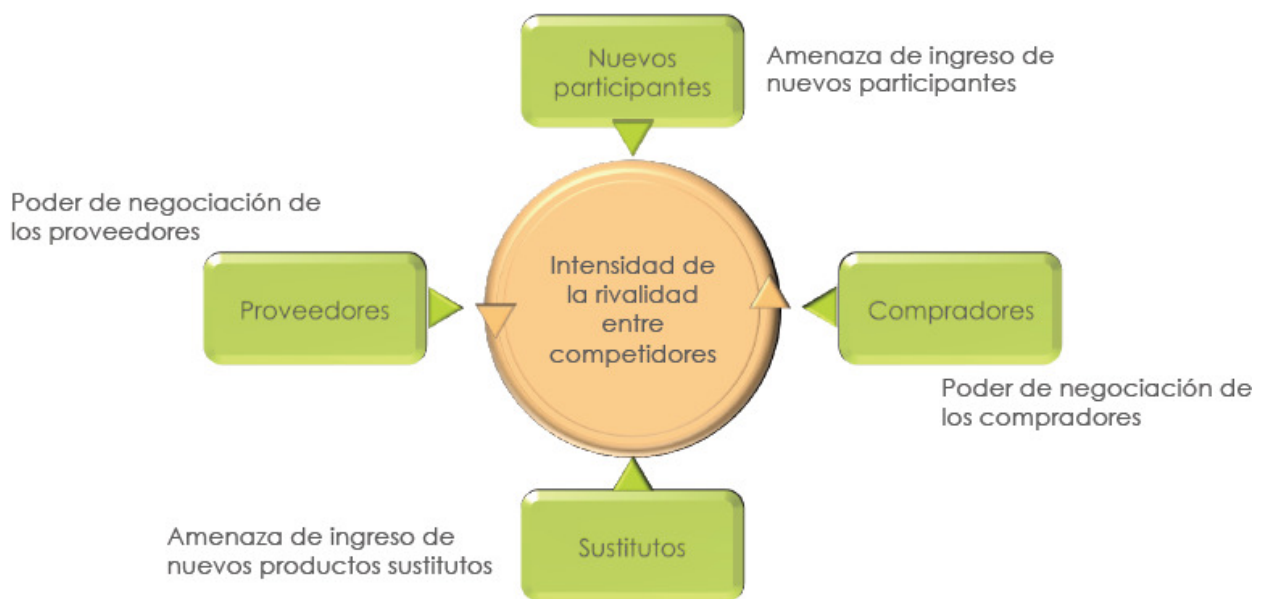 Nuevos
participantes
Amenaza de ingreso de
nuevos participantes
Poder de negociación de
los proveedores
Proveedores
Intensidad de
la rivalidad
entre
competidores
Compradores
Poder de negociación de
los compradores
Amenaza de ingreso de
nuevos productos sustitutos
Sustitutos